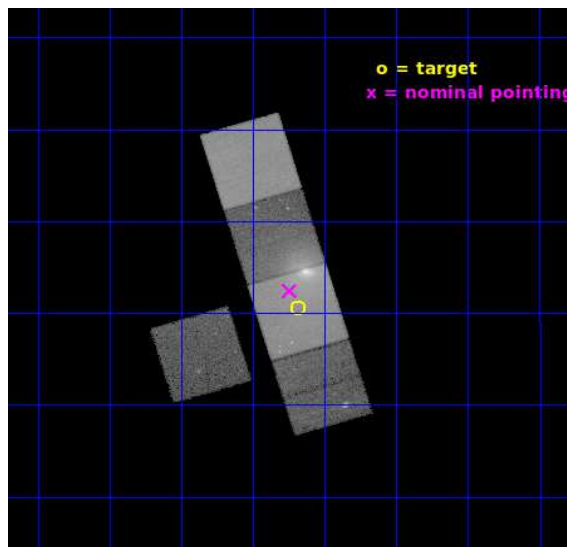 o = target
x = nominal pointing